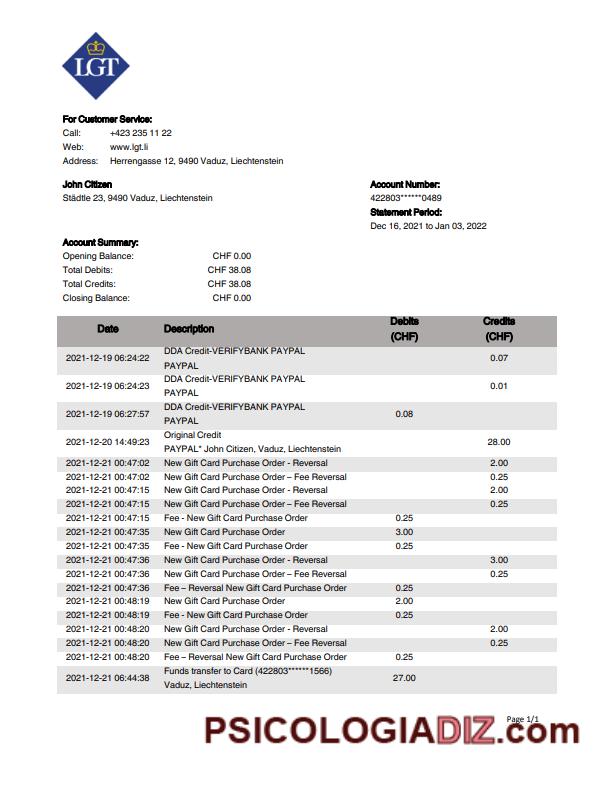 LGT
For Customer Service:
Call: +423 235 11 22
Web: www.lgt.li
Address: Herrengasse 12, 9490 Vaduz, Liechtenstein
John Citizen Account Number:
Städtle 23, 9490 Vaduz, Liechtenstein 422803******0489
Statement Period:
Dec 16, 2021 to Jan 03, 2022
Account Summary:
Opening Balance: CHF 0.00
Total Debits: CHF 38.08
Total Credits: CHF 38.08
Closing Balance: CHF 0.00
Date Description Debits (CHF) Credits (CHF)
2021-12-19 06:24:22 DDA Credit-VERIFYBANK PAYPAL PAYPAL 0.07
2021-12-19 06:24:23 DDA Credit-VERIFYBANK PAYPAL PAYPAL 0.01
2021-12-19 06:27:57 DDA Credit-VERIFYBANK PAYPAL PAYPAL 0.08
2021-12-20 14:49:23 Original Credit PAYPAL* John Citizen, Vaduz, Liechtenstein 28.00
2021-12-21 00:47:02 New Gift Card Purchase Order - Reversal 2.00
2021-12-21 00:47:02 New Gift Card Purchase Order – Fee Reversal 0.25
2021-12-21 00:47:15 New Gift Card Purchase Order - Reversal 2.00
2021-12-21 00:47:15 New Gift Card Purchase Order – Fee Reversal 0.25
2021-12-21 00:47:15 Fee - New Gift Card Purchase Order 0.25
2021-12-21 00:47:35 New Gift Card Purchase Order 3.00
2021-12-21 00:47:35 Fee - New Gift Card Purchase Order 0.25
2021-12-21 00:47:36 New Gift Card Purchase Order - Reversal 3.00
2021-12-21 00:47:36 New Gift Card Purchase Order – Fee Reversal 0.25
2021-12-21 00:47:36 Fee – Reversal New Gift Card Purchase Order 0.25
2021-12-21 00:48:19 New Gift Card Purchase Order 2.00
2021-12-21 00:48:19 Fee - New Gift Card Purchase Order 0.25
2021-12-21 00:48:20 New Gift Card Purchase Order - Reversal 2.00
2021-12-21 00:48:20 New Gift Card Purchase Order – Fee Reversal 0.25
2021-12-21 00:48:20 Fee – Reversal New Gift Card Purchase Order 0.25
2021-12-21 06:44:38 Funds transfer to Card (422803******1566) Vaduz, Liechtenstein 27.00
Page 1/1
PSICOLOGIADIZ.com